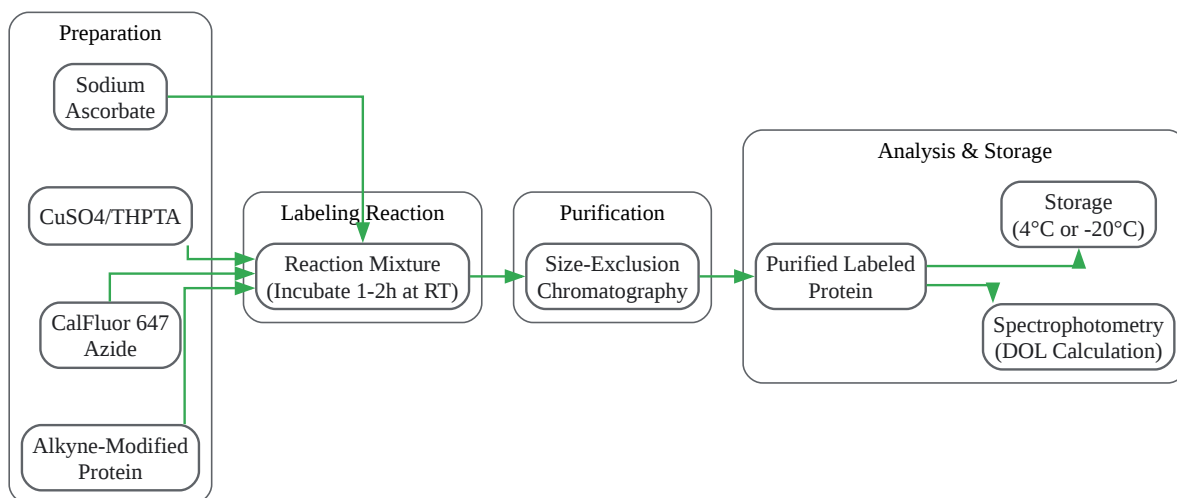 Preparation
Sodium
Ascorbate
CuSO4/THPTA
CalFluor 647
Azide
Alkyne-Modified
Protein
Labeling Reaction
Reaction Mixture
(Incubate 1-2h at RT)
Purification
Size-Exclusion
Chromatography
Analysis & Storage
Purified Labeled
Protein
Storage
(4°C or -20°C)
Spectrophotometry
(DOL Calculation)